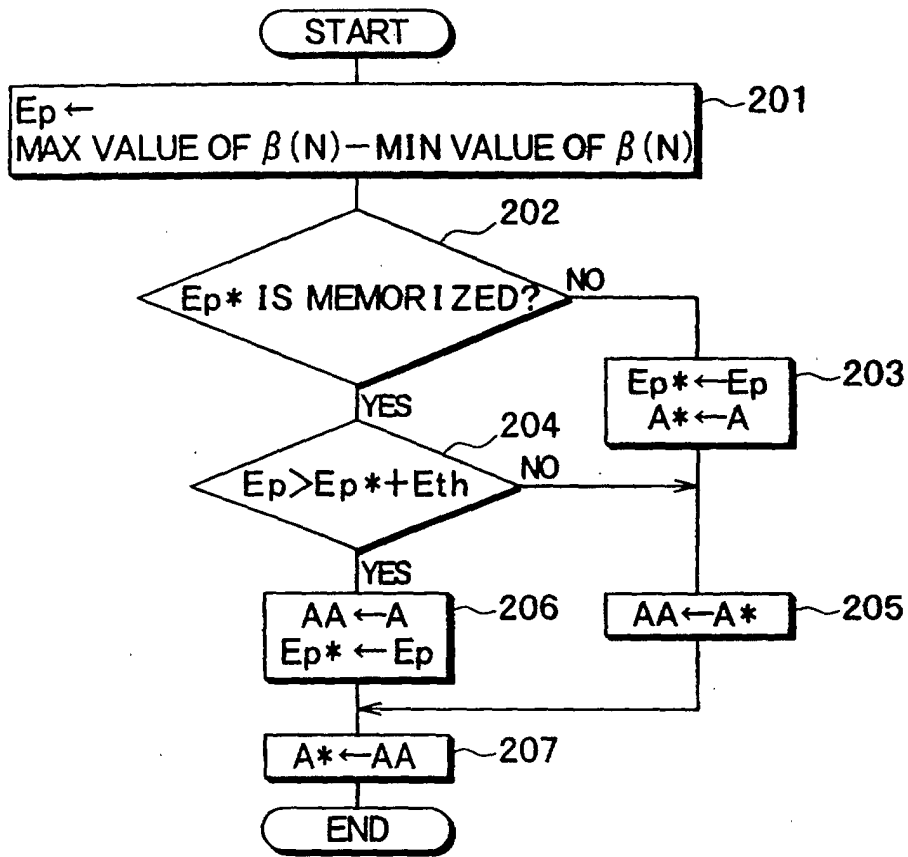 START
Ep ←
MAX VALUE OF β(N)−MIN VALUE OF β(N)
201
202
Ep* IS MEMORIZED?
NO
YES
Ep*←Ep
A*←A
203
204
Ep>Ep*+Eth
NO
YES
AA←A
Ep*←Ep
206
AA←A*
205
A*←AA
207
END